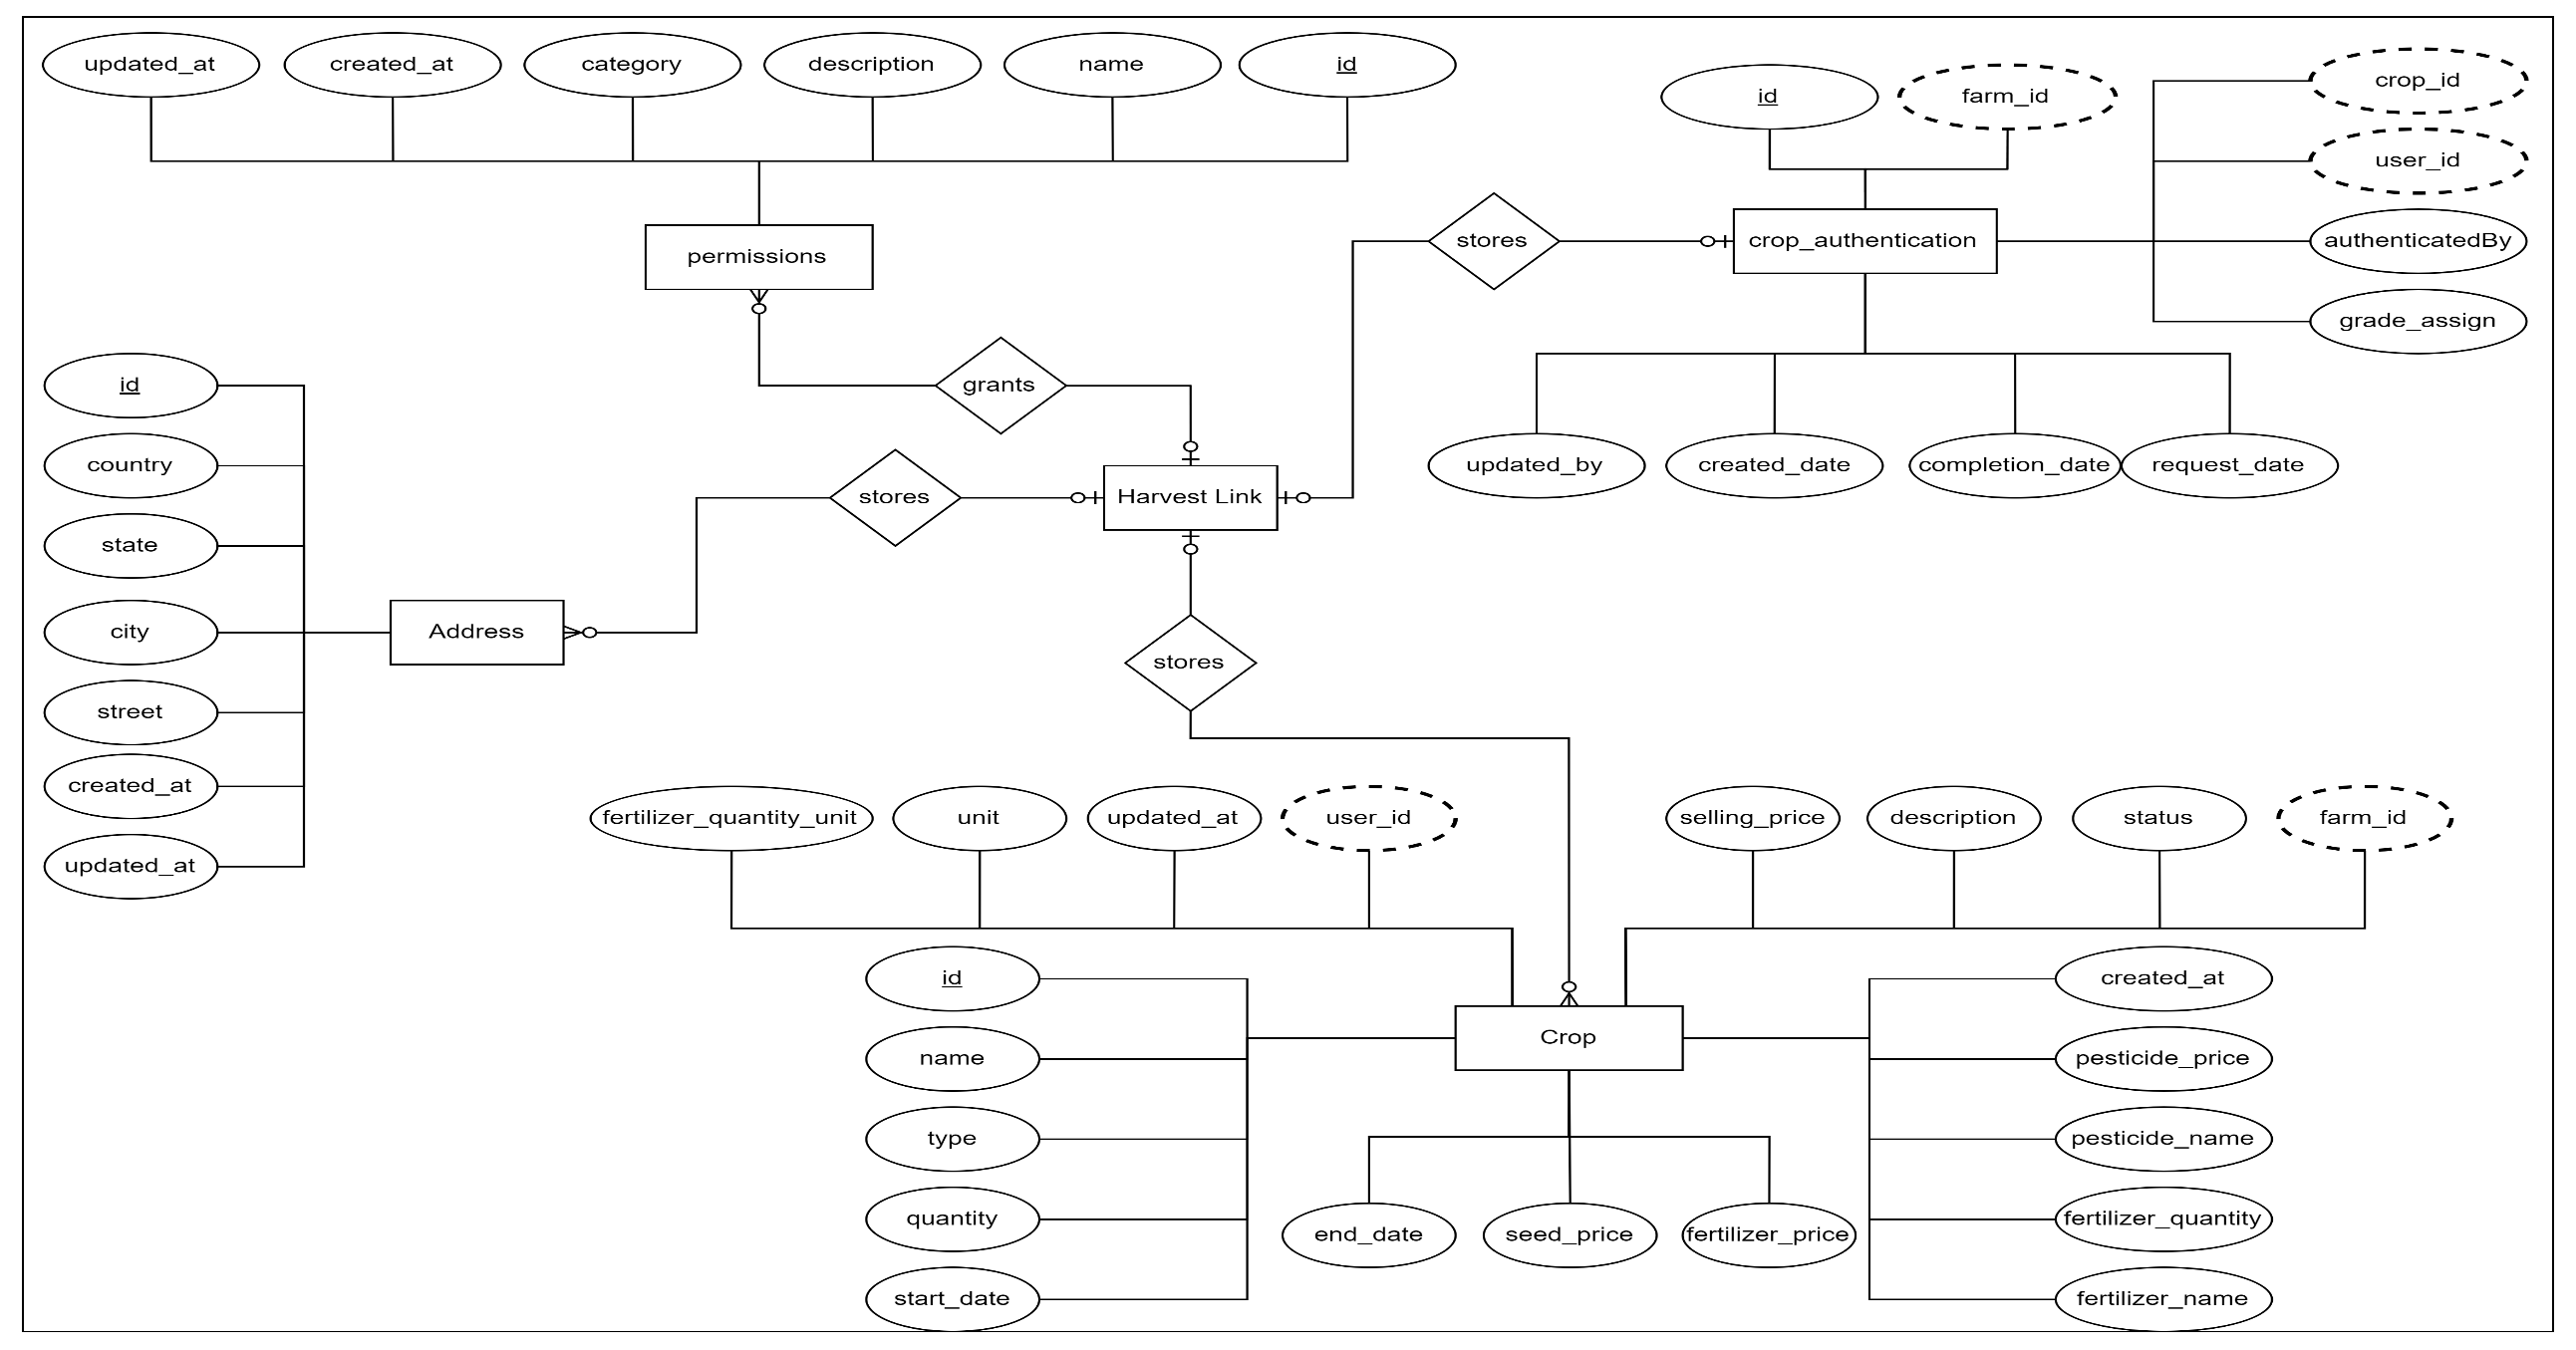 updated_at
created_at
category
description
name
id
id
farm_id
crop_id
user_id
authenticatedBy
grade_assign
permissions
stores
crop_authentication
grants
updated_by
created_date
completion_date
request_date
id
country
state
city
street
created_at
updated_at
stores
Harvest Link
Address
stores
fertilizer_quantity_unit
unit
updated_at
user_id
selling_price
description
status
farm_id
id
name
type
quantity
start_date
Crop
end_date
seed_price
fertilizer_price
created_at
pesticide_price
pesticide_name
fertilizer_quantity
fertilizer_name